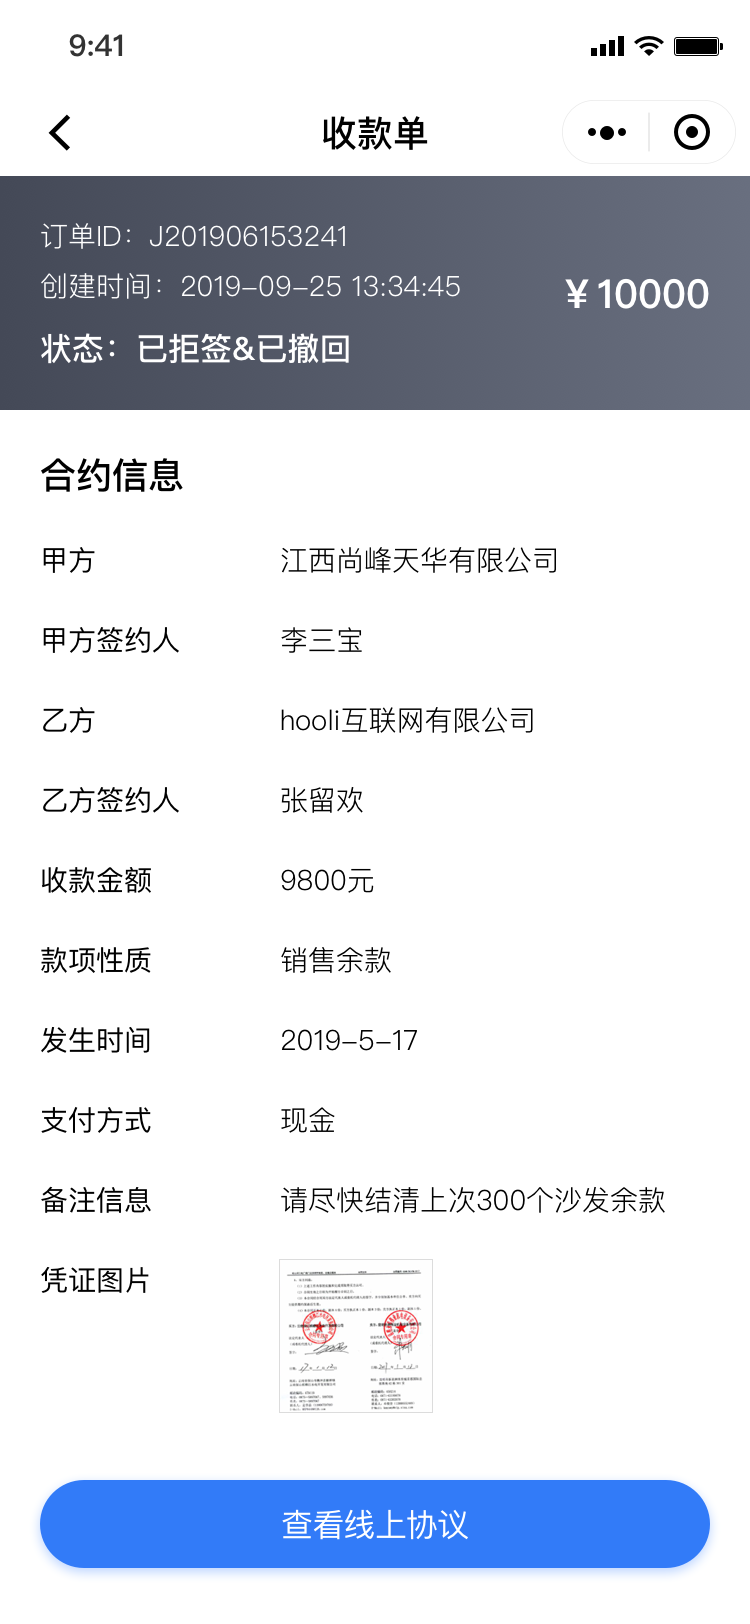 9:41
收款单
订单ID：J201906153241
创建时间：2019-09-25 13:34:45
¥10000
状态：已拒签&已撤回
合约信息
甲方 江西尚峰天华有限公司
甲方签约人 李三宝
乙方 hooli互联网有限公司
乙方签约人 张留欢
收款金额 9800元
款项性质 销售余款
发生时间 2019-5-17
支付方式 现金
备注信息 请尽快结清上次300个沙发余款
凭证图片
查看线上协议